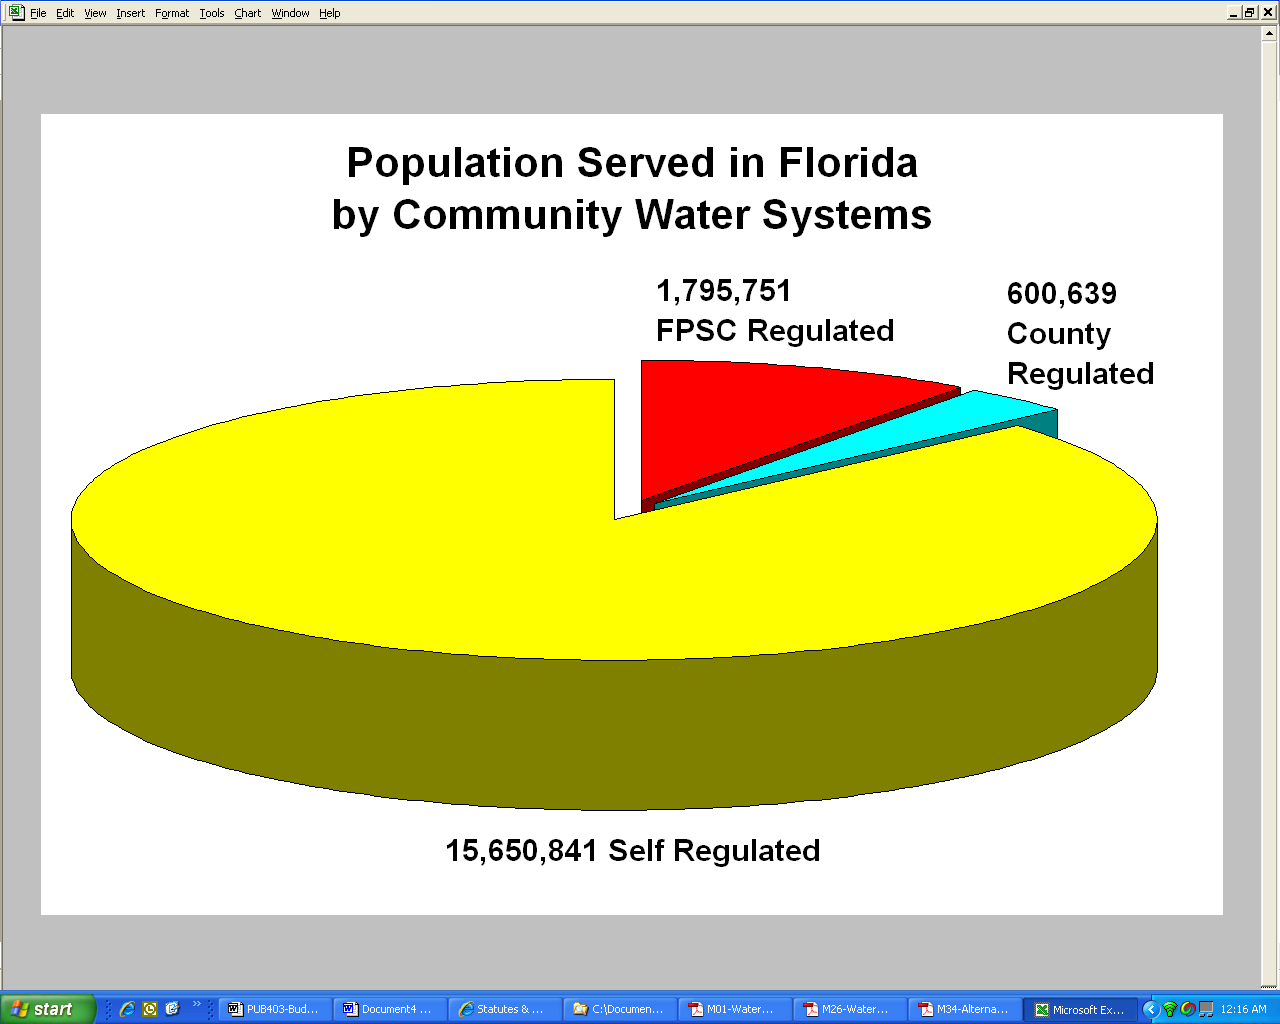 File Edit View Insert Format Tools Chart Window Help
Population Served in Florida
by Community Water Systems
1,795,751
FPSC Regulated
600,639
County
Regulated
15,650,841 Self Regulated
start PUB403-Bud... Document4 ... Statutes & ... C:\Documen... M01-Water... M26-Water... M34-Alterna... Microsoft Ex... 12:16 AM